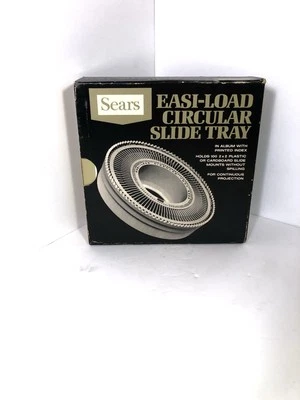 Sears
EASI-LOAD
CIRCULAR
SLIDE TRAY
IN ALBUM WITH
PRINTED INDEX
HOLDS 100 2 x 2 PLASTIC
OR CARDBOARD SLIDE
MOUNTS WITHOUT
SPILLING
FOR CONTINUOUS
PROJECTION